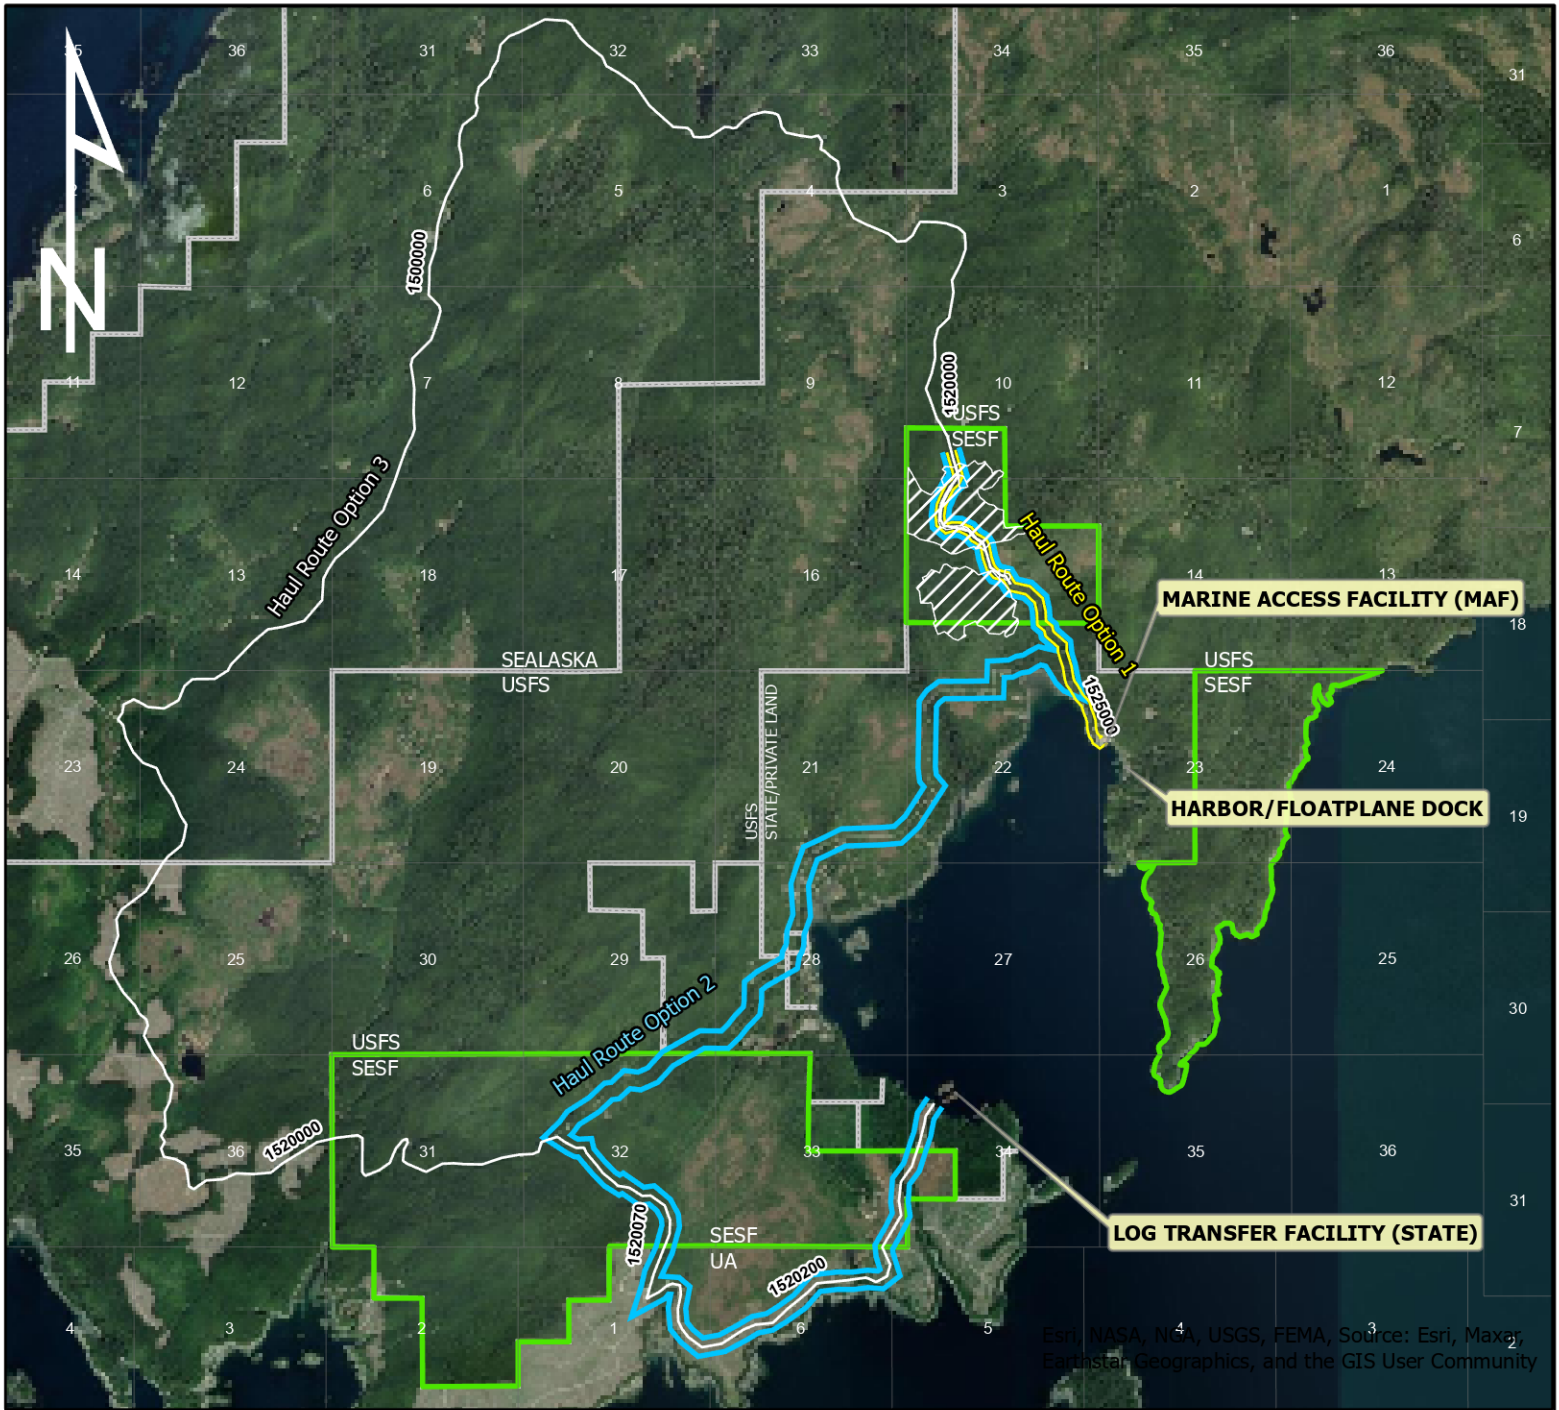 35 36 31 32 33 34 35 36 31
2 1 6 5 4 3 2 1 6
N
1500000
1520000
11 12 7 8 9 10 11 12 7
USFS
SESF
Haul Route Option 3
Haul Route Option 1
14 13 18 17 16 15 14 13 18
MARINE ACCESS FACILITY (MAF)
SEALASKA
USFS
USFS
SESF
1525000
USFS
STATE/PRIVATE LAND
23 24 19 20 21 22 23 24 19
HARBOR/FLOATPLANE DOCK
26 25 30 29 28 27 26 25 30
Haul Route Option 2
USFS
SESF
1520000
35 36 31 32 33 34 35 36 31
LOG TRANSFER FACILITY (STATE)
1520070
SESF
UA
1520200
4 3 2 1 6 5 4 3 2
Esri, NASA, NGA, USGS, FEMA, Source: Esri, Maxar,
Earthstar Geographics, and the GIS User Community